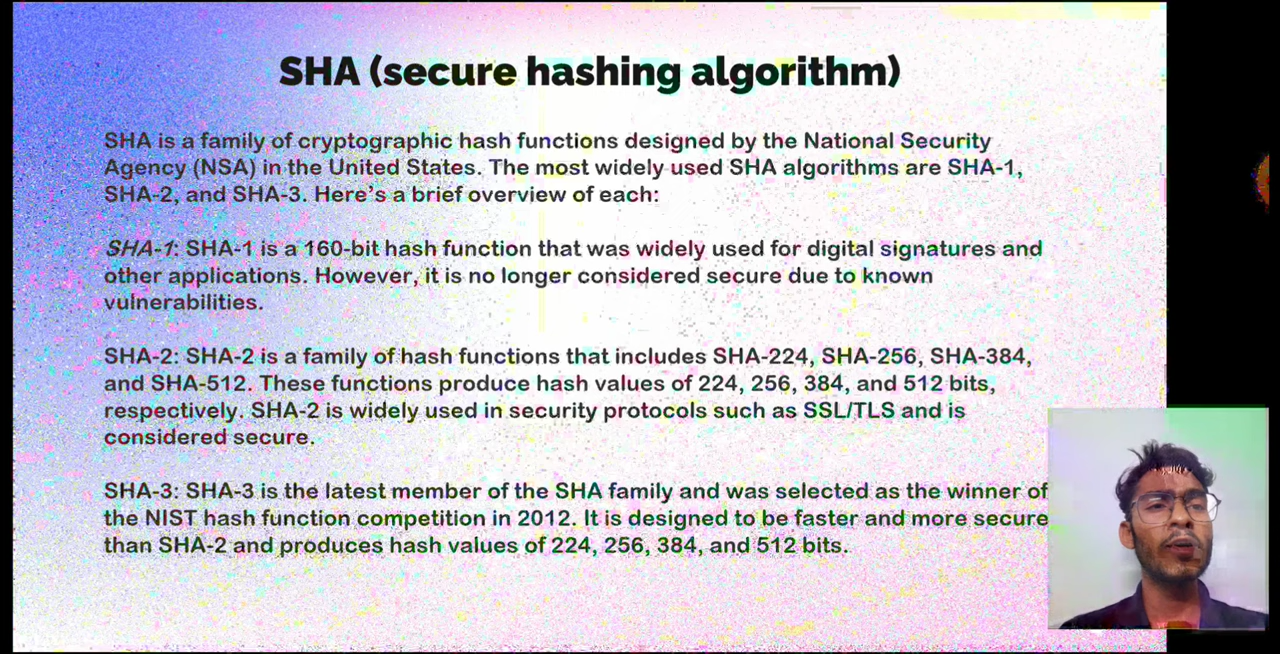 SHA (secure hashing algorithm)
SHA is a family of cryptographic hash functions designed by the National Security
Agency (NSA) in the United States. The most widely used SHA algorithms are SHA-1,
SHA-2, and SHA-3. Here's a brief overview of each:
SHA-1: SHA-1 is a 160-bit hash function that was widely used for digital signatures and
other applications. However, it is no longer considered secure due to known
vulnerabilities.
SHA-2: SHA-2 is a family of hash functions that includes SHA-224, SHA-256, SHA-384,
and SHA-512. These functions produce hash values of 224, 256, 384, and 512 bits,
respectively. SHA-2 is widely used in security protocols such as SSL/TLS and is
considered secure.
SHA-3: SHA-3 is the latest member of the SHA family and was selected as the winner of
the NIST hash function competition in 2012. It is designed to be faster and more secure
than SHA-2 and produces hash values of 224, 256, 384, and 512 bits.